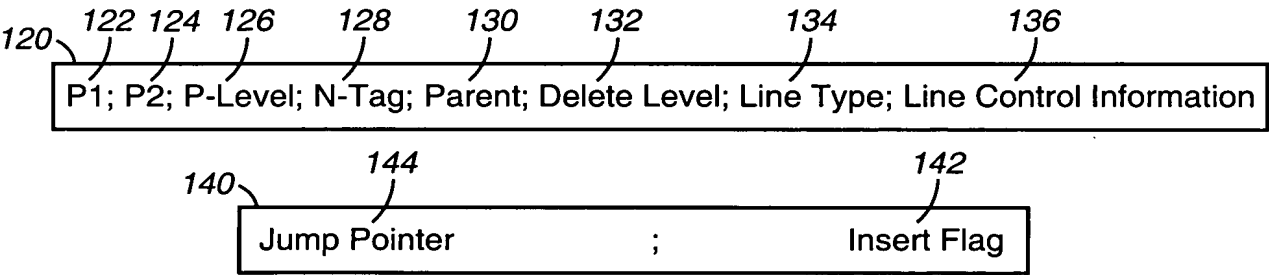 122 124 126 128 130 132 134 136
120
P1; P2; P-Level; N-Tag; Parent; Delete Level; Line Type; Line Control Information
144 142
140
Jump Pointer ; Insert Flag